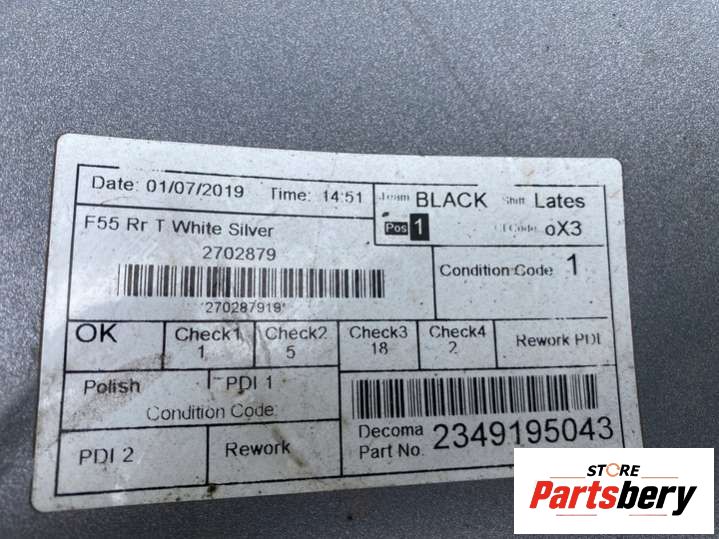 Date: 01/07/2019 Time: 14:51 Team BLACK Shift Lates
Pos 1 CI Code oX3
F55 Rr T White Silver
2702879
*270287919*
Condition Code 1
OK Check1 1 Check2 5 Check3 18 Check4 2 Rework PDI
Polish PDI 1
Condition Code:
PDI 2 Rework
Decoma Part No. 2349195043
STORE
Partsbery